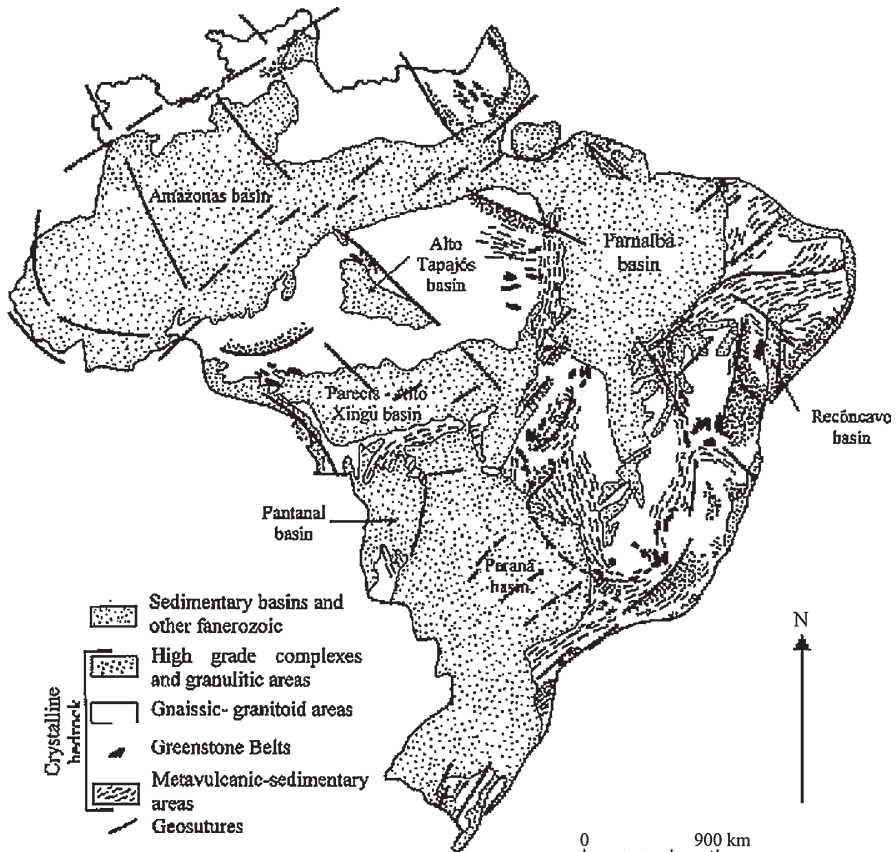 Amazonas basin
Alto
Tapajós
basin
Parnalba
basin
Parecis - Alto
Xingu basin
Recôncavo
basin
Pantanal
basin
Paraná
basin
Sedimentary basins and
other fanerozoic
High grade complexes
and granulitic areas
Gnaissic- granitoid areas
Greenstone Belts
Metavulcanic-sedimentary
areas
Geosutures
Crystalline
bedrock
N
0 900 km